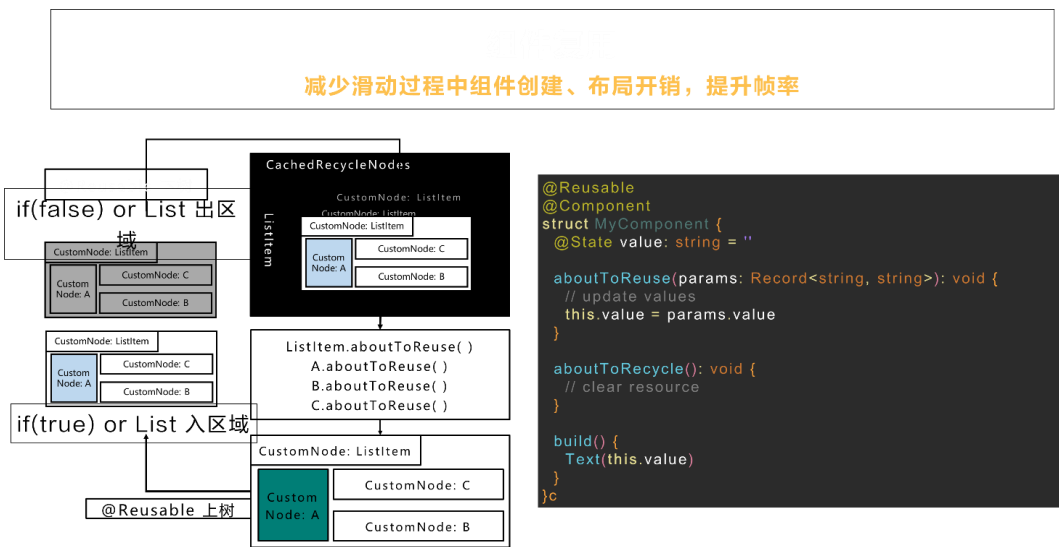 减少滑动过程中组件创建、布局开销，提升帧率
CachedRecycleNodes
CustomNode: ListItem
CustomNode: ListItem
ListItem
CustomNode: ListItem
Custom
Node: A
CustomNode: C
CustomNode: B
if(false) or List 出区
域
CustomNode: ListItem
Custom
Node: A
CustomNode: C
CustomNode: B
CustomNode: ListItem
Custom
Node: A
CustomNode: C
CustomNode: B
if(true) or List 入区域
ListItem.aboutToReuse( )
A.aboutToReuse( )
B.aboutToReuse( )
C.aboutToReuse( )
CustomNode: ListItem
Custom
Node: A
CustomNode: C
CustomNode: B
@Reusable 上树
@Reusable
@Component
struct MyComponent {
@State value: string = ''
aboutToReuse(params: Record<string, string>): void {
// update values
this.value = params.value
}
aboutToRecycle(): void {
// clear resource
}
build() {
Text(this.value)
}
}c